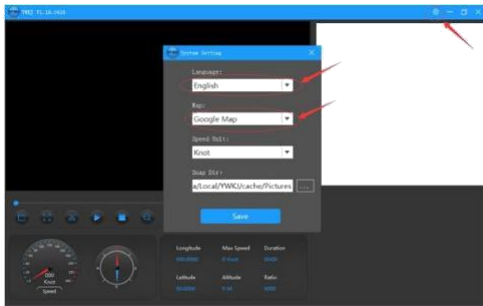 System Setting
Language:
English
Map:
Google Map
Speed Unit:
Knot
Snap Dir:
a/Local/YWKJ/cache/Pictures
...
Save
000
Knot
Speed
Longitude
Max Speed
Duration
Latitude
Altitude